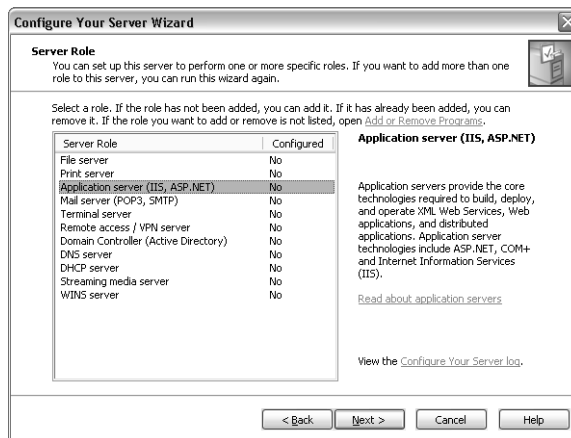 Configure Your Server Wizard
Server Role
You can set up this server to perform one or more specific roles. If you want to add more than one
role to this server, you can run this wizard again.
Select a role. If the role has not been added, you can add it. If it has already been added, you can
remove it. If the role you want to add or remove is not listed, open Add or Remove Programs.
Server Role Configured
File server No
Print server No
Application server (IIS, ASP.NET) No
Mail server (POP3, SMTP) No
Terminal server No
Remote access / VPN server No
Domain Controller (Active Directory) No
DNS server No
DHCP server No
Streaming media server No
WINS server No
Application server (IIS, ASP.NET)
Application servers provide the core
technologies required to build, deploy,
and operate XML Web Services, Web
applications, and distributed
applications. Application server
technologies include ASP.NET, COM+
and Internet Information Services
(IIS).
Read about application servers
View the Configure Your Server log.
< Back Next > Cancel Help